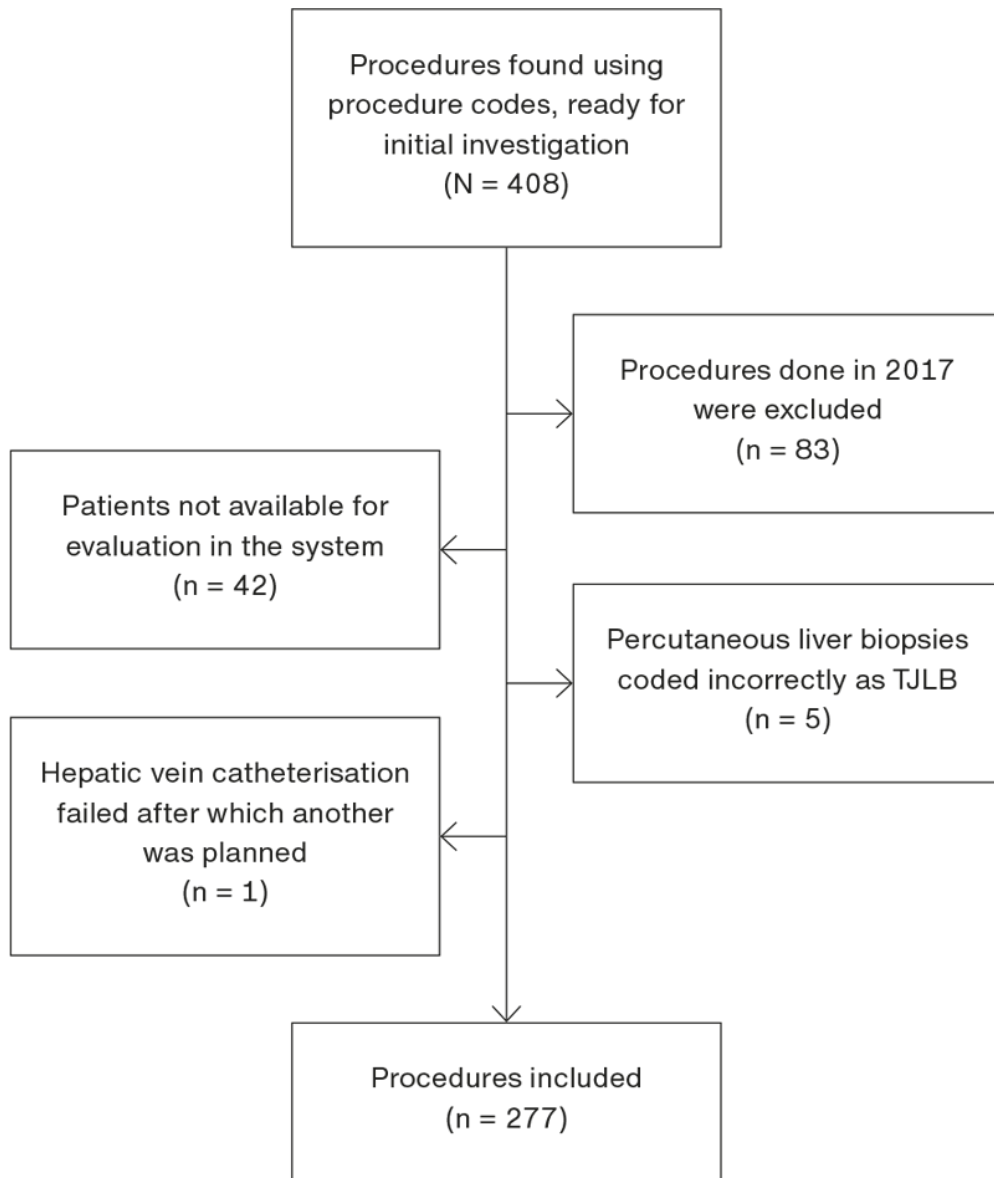 Procedures found using
procedure codes, ready for
initial investigation
(N = 408)
Procedures done in 2017
were excluded
(n = 83)
Patients not available for
evaluation in the system
(n = 42)
Percutaneous liver biopsies
coded incorrectly as TJLB
(n = 5)
Hepatic vein catheterisation
failed after which another
was planned
(n = 1)
Procedures included
(n = 277)